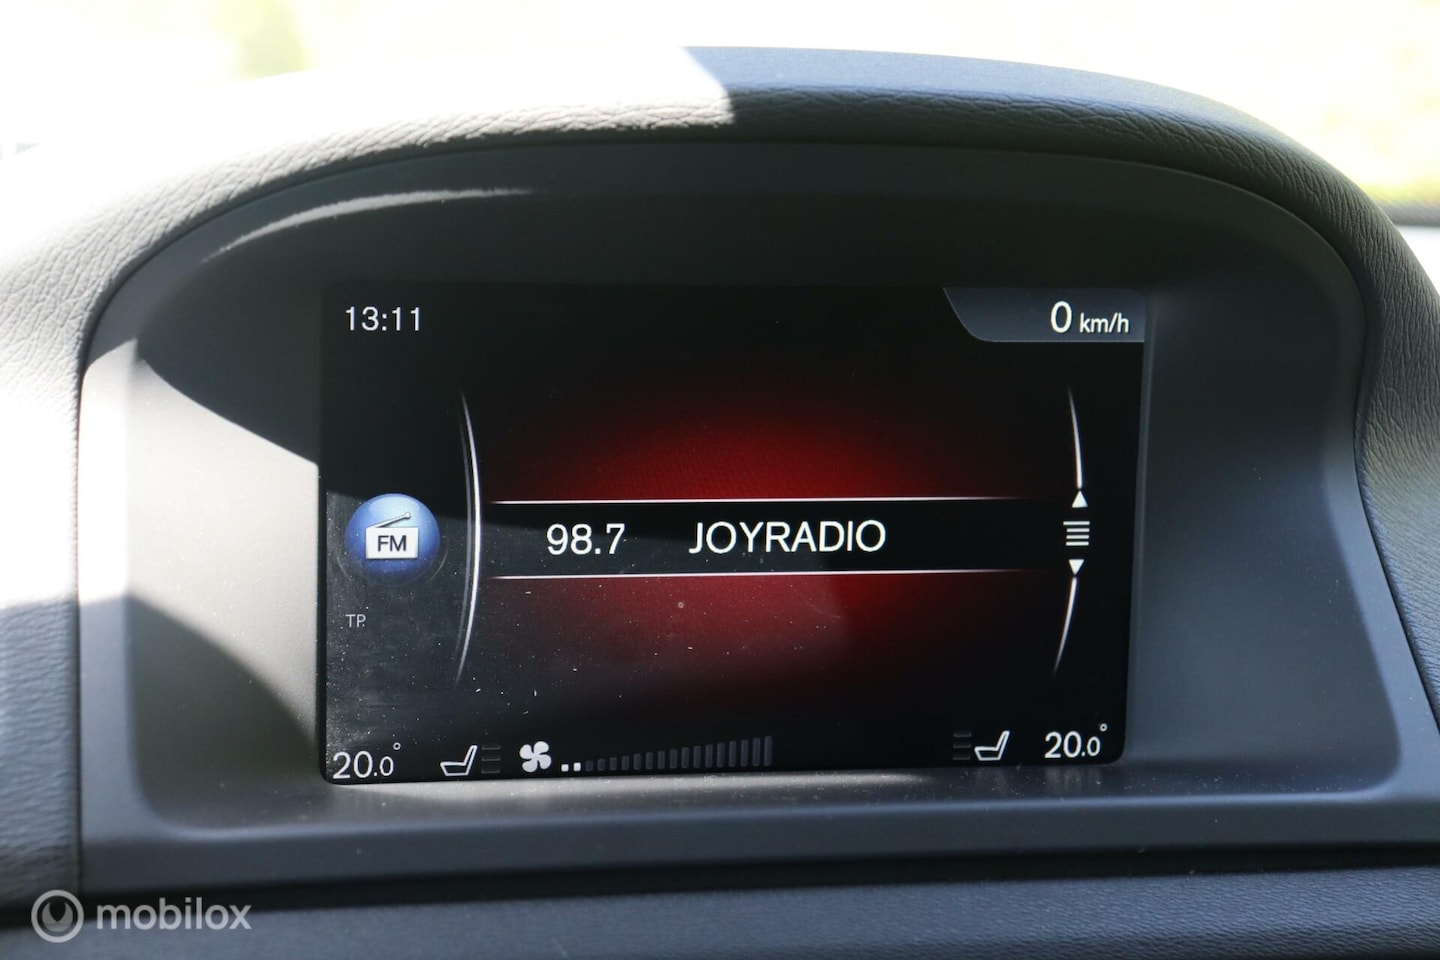 13:11
0 km/h
98.7 JOYRADIO
FM
TP
20.0°
20.0°
mobilox